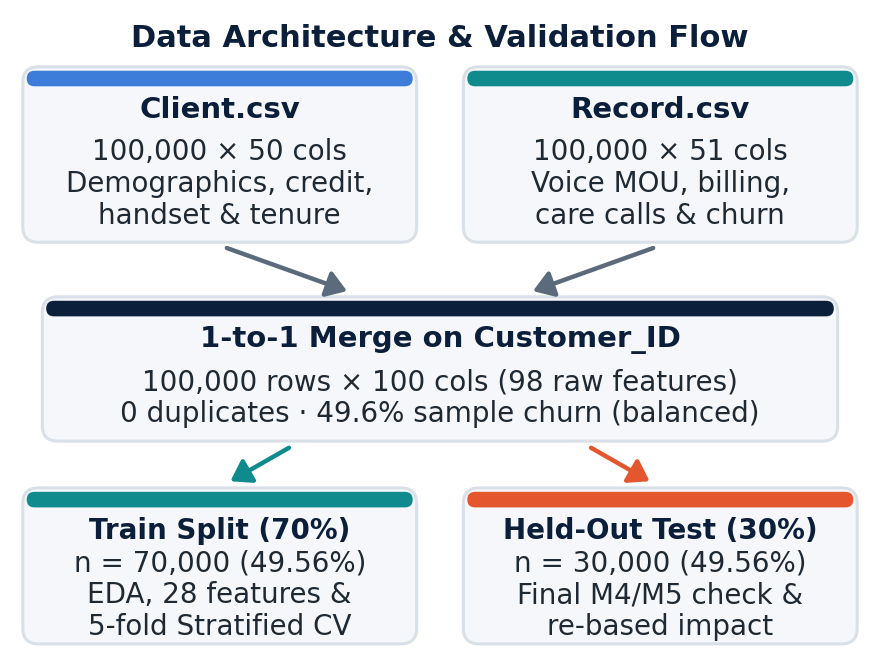 Data Architecture & Validation Flow
Client.csv
100,000 × 50 cols
Demographics, credit,
handset & tenure
Record.csv
100,000 × 51 cols
Voice MOU, billing,
care calls & churn
1-to-1 Merge on Customer_ID
100,000 rows × 100 cols (98 raw features)
0 duplicates · 49.6% sample churn (balanced)
Train Split (70%)
n = 70,000 (49.56%)
EDA, 28 features &
5-fold Stratified CV
Held-Out Test (30%)
n = 30,000 (49.56%)
Final M4/M5 check &
re-based impact